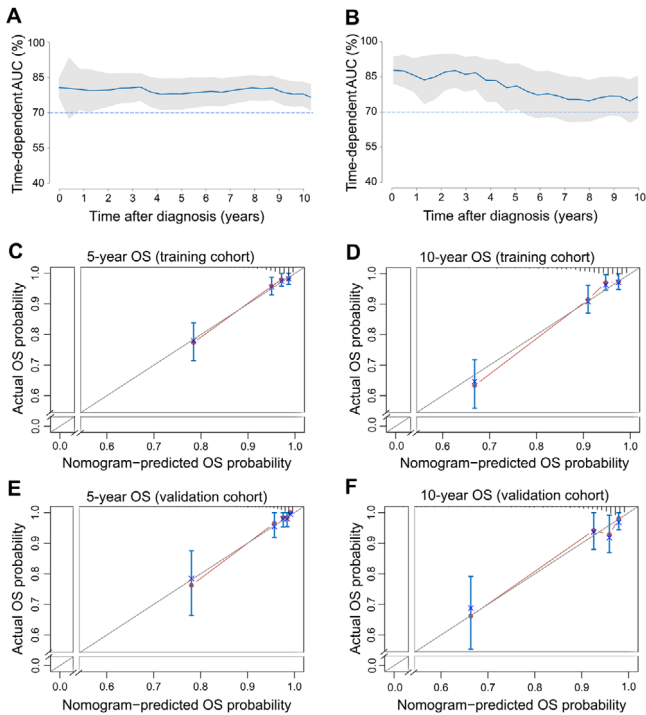 A
Time-dependent AUC (%)
100
85
70
40
0 1 2 3 4 5 6 7 8 9 10
Time after diagnosis (years)
B
Time-dependent AUC (%)
100
85
70
40
0 1 2 3 4 5 6 7 8 9 10
Time after diagnosis (years)
C
5-year OS (training cohort)
Actual OS probability
1.0
0.9
0.8
0.7
0.6
0.0
0.0 0.6 0.7 0.8 0.9 1.0
Nomogram-predicted OS probability
D
10-year OS (training cohort)
Actual OS probability
1.0
0.9
0.8
0.7
0.6
0.0
0.0 0.6 0.7 0.8 0.9 1.0
Nomogram-predicted OS probability
E
5-year OS (validation cohort)
Actual OS probability
1.0
0.9
0.8
0.7
0.6
0.0
0.0 0.6 0.7 0.8 0.9 1.0
Nomogram-predicted OS probability
F
10-year OS (validation cohort)
Actual OS probability
1.0
0.9
0.8
0.7
0.6
0.0
0.0 0.6 0.7 0.8 0.9 1.0
Nomogram-predicted OS probability